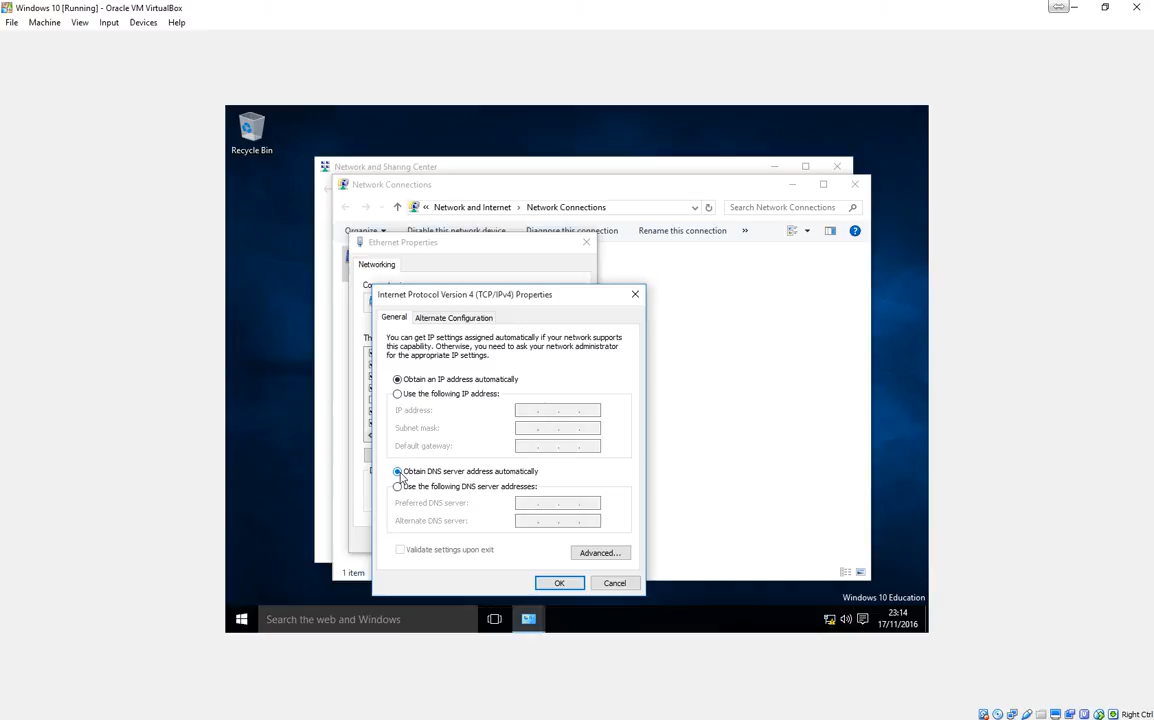 Windows 10 [Running] - Oracle VM VirtualBox
File Machine View Input Devices Help
Recycle Bin
Network and Sharing Center
Network Connections
« Network and Internet › Network Connections
Search Network Connections
Disable this network device Diagnose this connection Rename this connection »
Ethernet Properties
Networking
Internet Protocol Version 4 (TCP/IPv4) Properties
General Alternate Configuration
You can get IP settings assigned automatically if your network supports
this capability. Otherwise, you need to ask your network administrator
for the appropriate IP settings.
Obtain an IP address automatically
Use the following IP address:
IP address:
Subnet mask:
Default gateway:
Obtain DNS server address automatically
Use the following DNS server addresses:
Preferred DNS server:
Alternate DNS server:
Validate settings upon exit
Advanced...
OK Cancel
1 item
Windows 10 Education
Search the web and Windows
23:14
17/11/2016
Right Ctrl